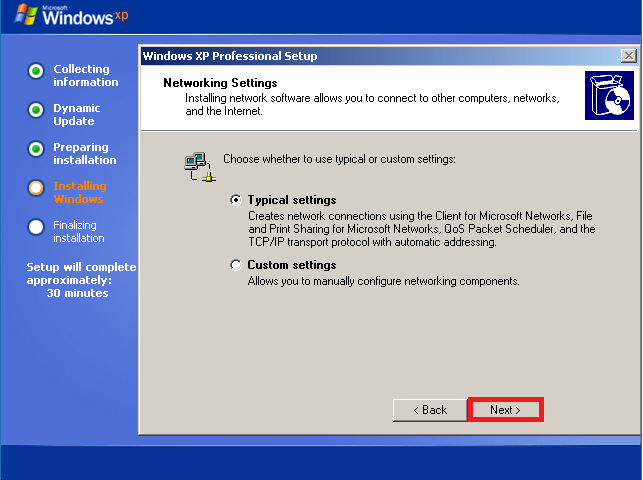 Microsoft
Windows xp
Windows XP Professional Setup
Collecting
information
Dynamic
Update
Preparing
installation
Installing
Windows
Finalizing
installation
Setup will complete
approximately:
30 minutes
Networking Settings
Installing network software allows you to connect to other computers, networks,
and the Internet.
Choose whether to use typical or custom settings:
Typical settings
Creates network connections using the Client for Microsoft Networks, File
and Print Sharing for Microsoft Networks, QoS Packet Scheduler, and the
TCP/IP transport protocol with automatic addressing.
Custom settings
Allows you to manually configure networking components.
< Back
Next >